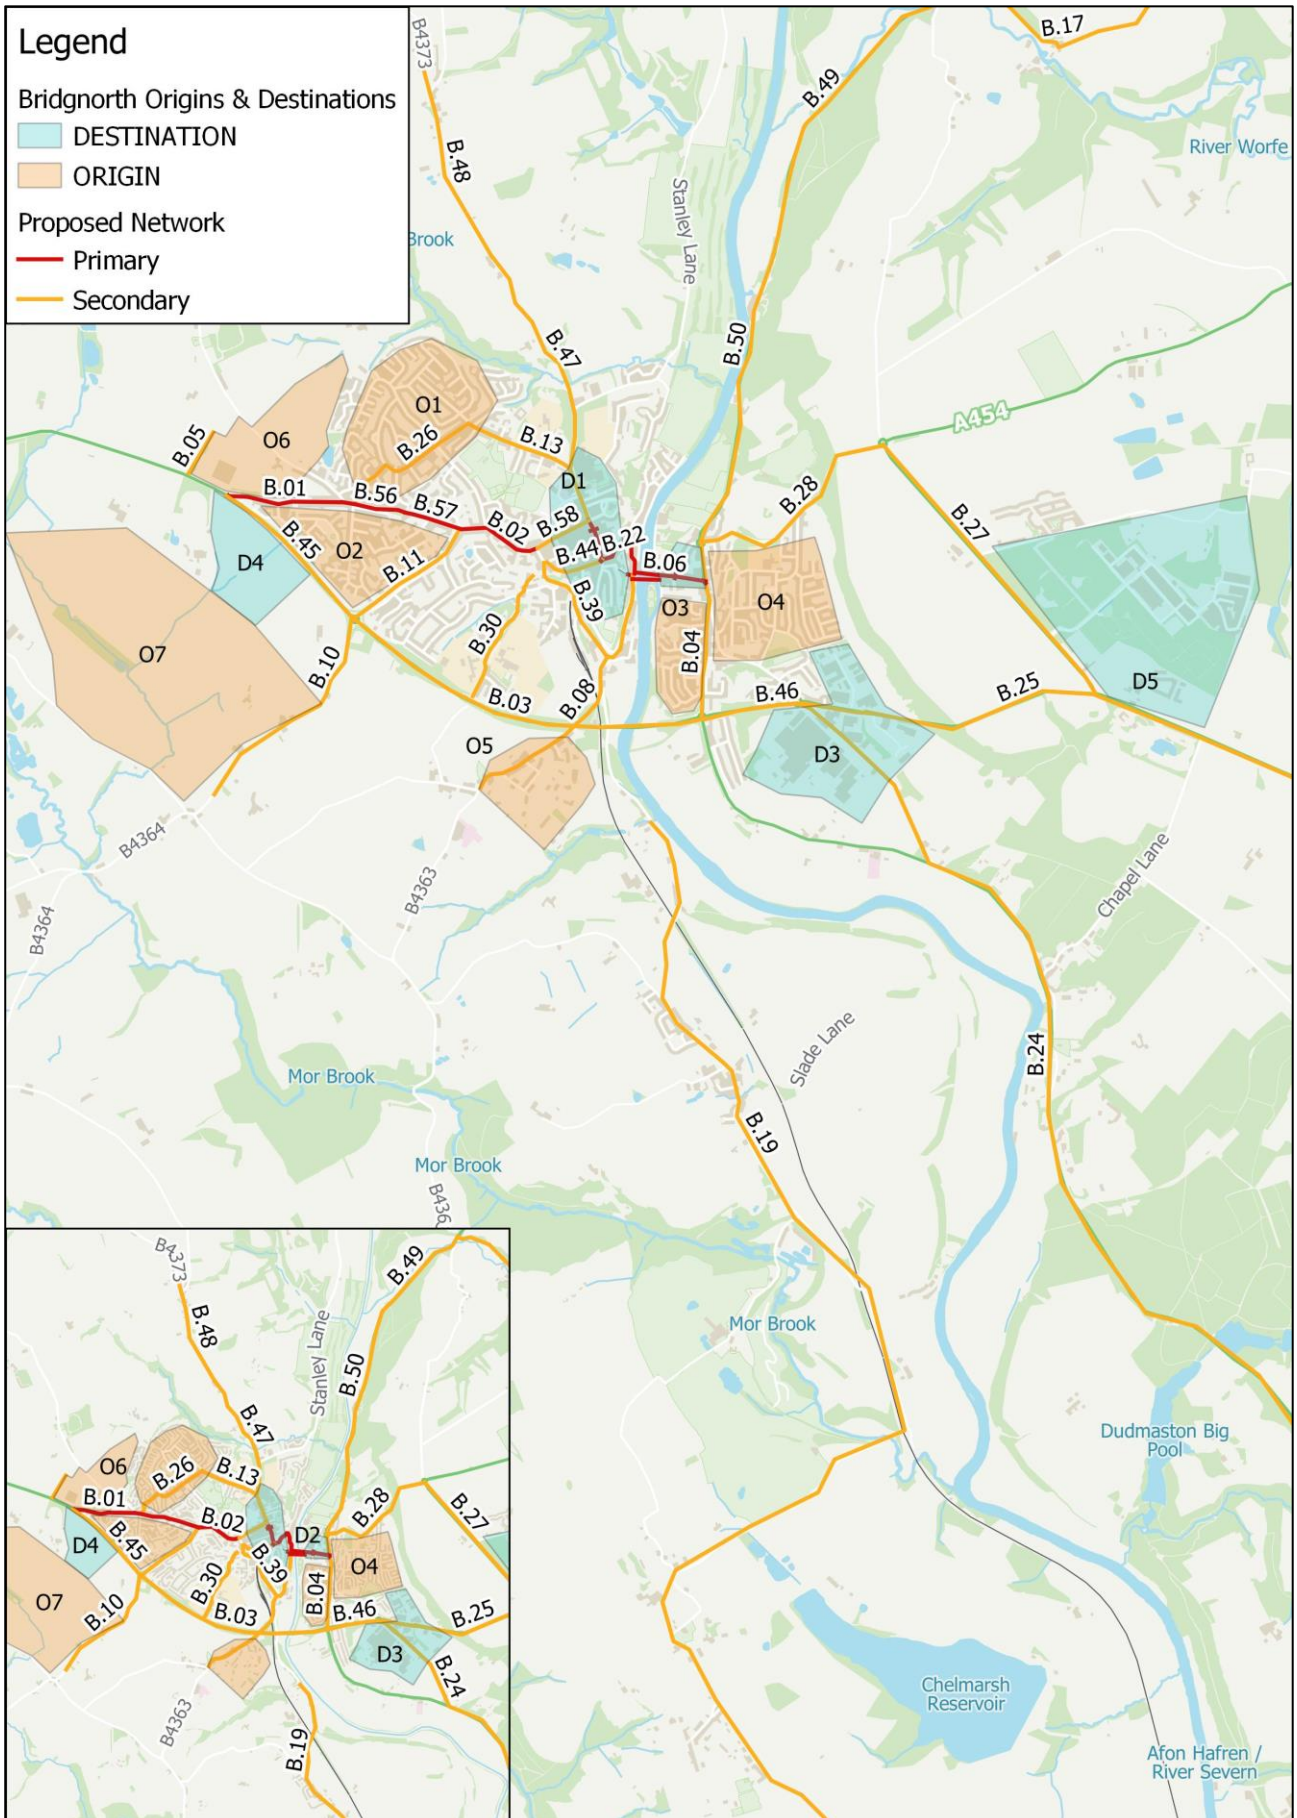 Legend
Bridgnorth Origins & Destinations
DESTINATION
ORIGIN
Proposed Network
Primary
Secondary
B4373
B.17
B.49
River Worfe
B.48
Stanley Lane
Brook
B.47
B.50
A454
O1
B.05
O6
B.26
B.13
D1
B.01
B.56
B.57
B.02
B.58
B.28
B.27
B.45
O2
B.11
B.44
B.22
B.06
D4
B.39
O3
O4
O7
B.10
B.30
B.04
B.03
B.08
B.46
B.25
D5
O5
D3
B4364
B4363
Chapel Lane
B4364
B.24
Slade Lane
Mor Brook
B.19
Mor Brook
B436
Mor Brook
Dudmaston Big
Pool
Chelmarsh
Reservoir
Afon Hafren /
River Severn
B4373
B.49
B.48
Stanley Lane
B.50
B.47
O6
B.26
B.13
B.01
B.02
B.28
B.27
D2
D4
B.45
B.39
O4
O7
B.10
B.30
B.04
B.03
B.46
B.25
D3
B.24
B4363
B.19